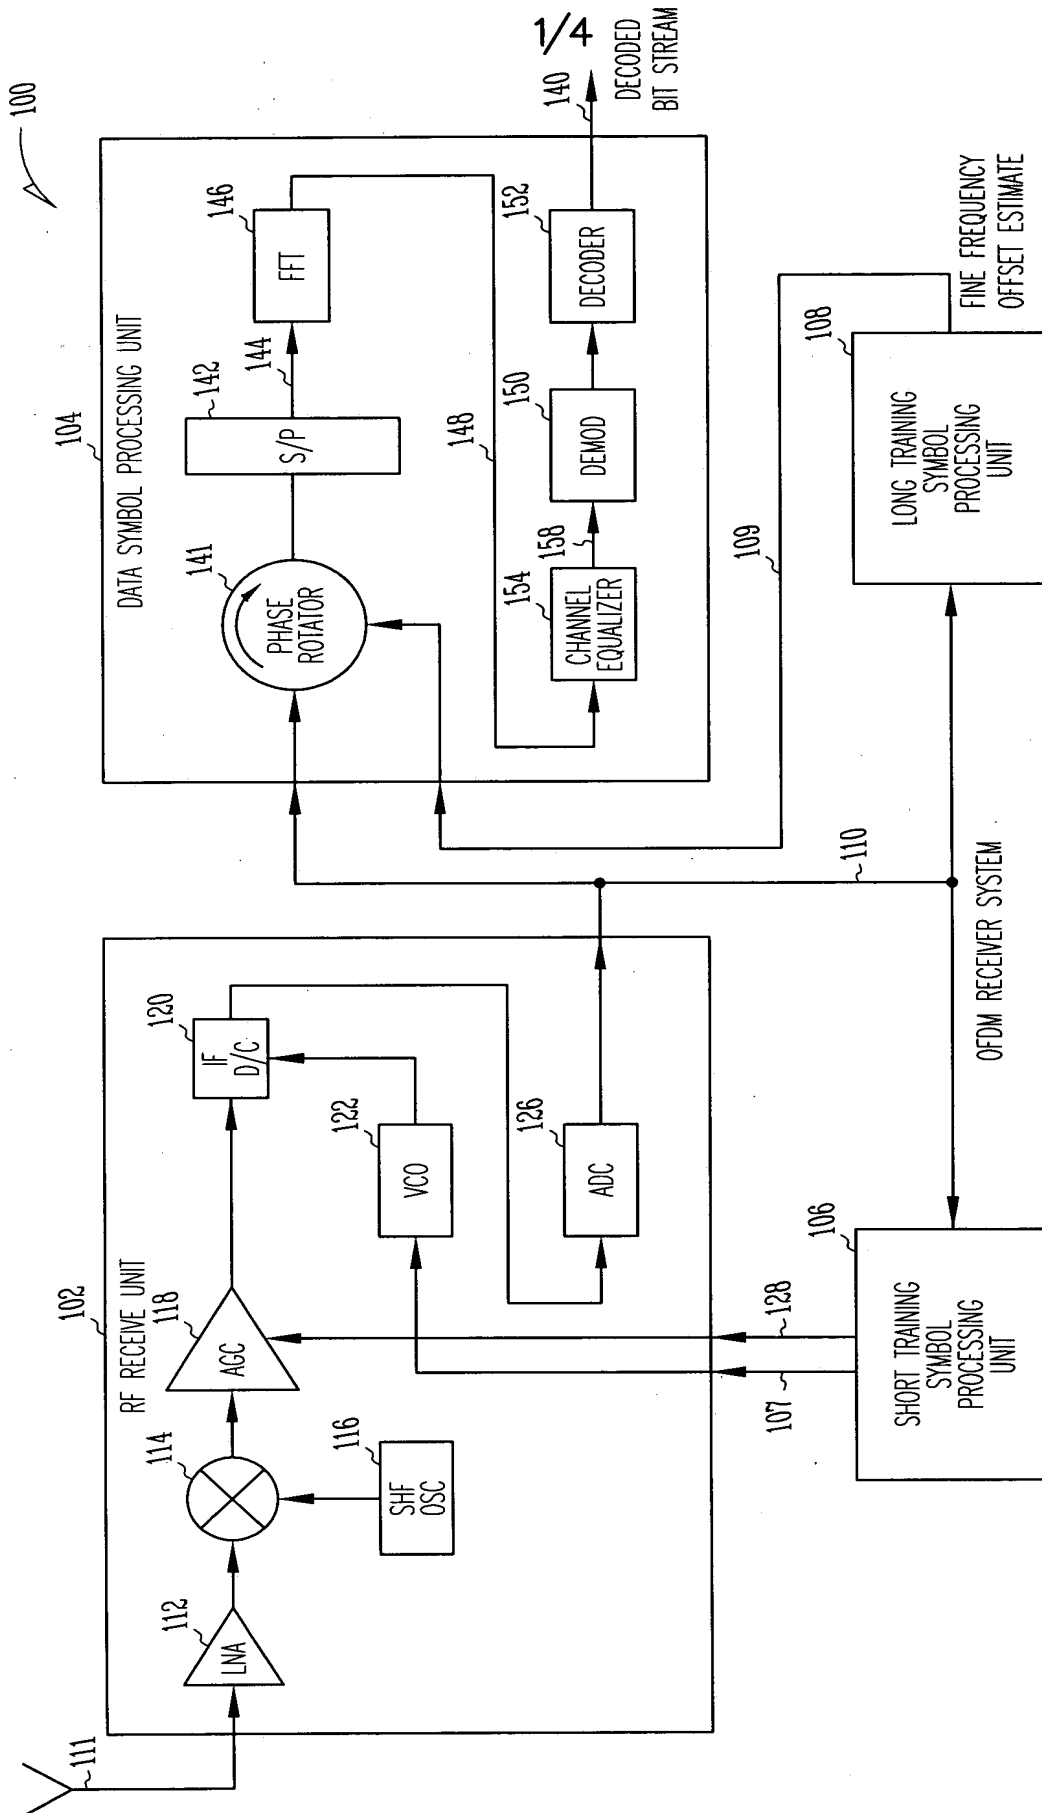 1/4
100
104
DATA SYMBOL PROCESSING UNIT
141
PHASE
ROTATOR
142
S/P
144
146
FFT
148
154
CHANNEL
EQUALIZER
158
150
DEMOD
152
DECODER
140
DECODED
BIT STREAM
102
RF RECEIVE UNIT
111
112
LNA
114
116
SHF
OSC
118
AGC
120
IF
D/C
122
VCO
126
ADC
107
128
106
SHORT TRAINING
SYMBOL
PROCESSING
UNIT
110
109
108
LONG TRAINING
SYMBOL
PROCESSING
UNIT
FINE FREQUENCY
OFFSET ESTIMATE
OFDM RECEIVER SYSTEM